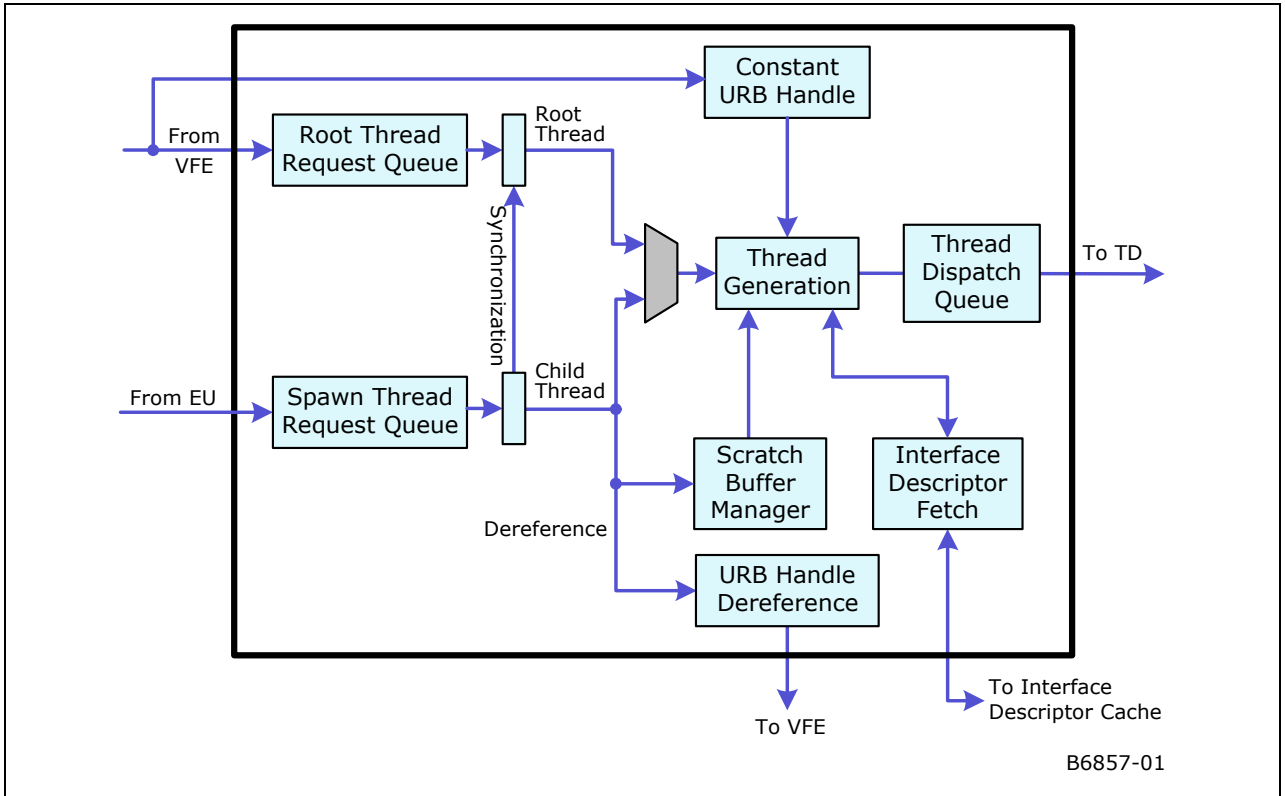 Constant
URB Handle
From
VFE
Root Thread
Request Queue
Root
Thread
Synchronization
Thread
Generation
Thread
Dispatch
Queue
To TD
From EU
Spawn Thread
Request Queue
Child
Thread
Scratch
Buffer
Manager
Interface
Descriptor
Fetch
Dereference
URB Handle
Dereference
To VFE
To Interface
Descriptor Cache
B6857-01